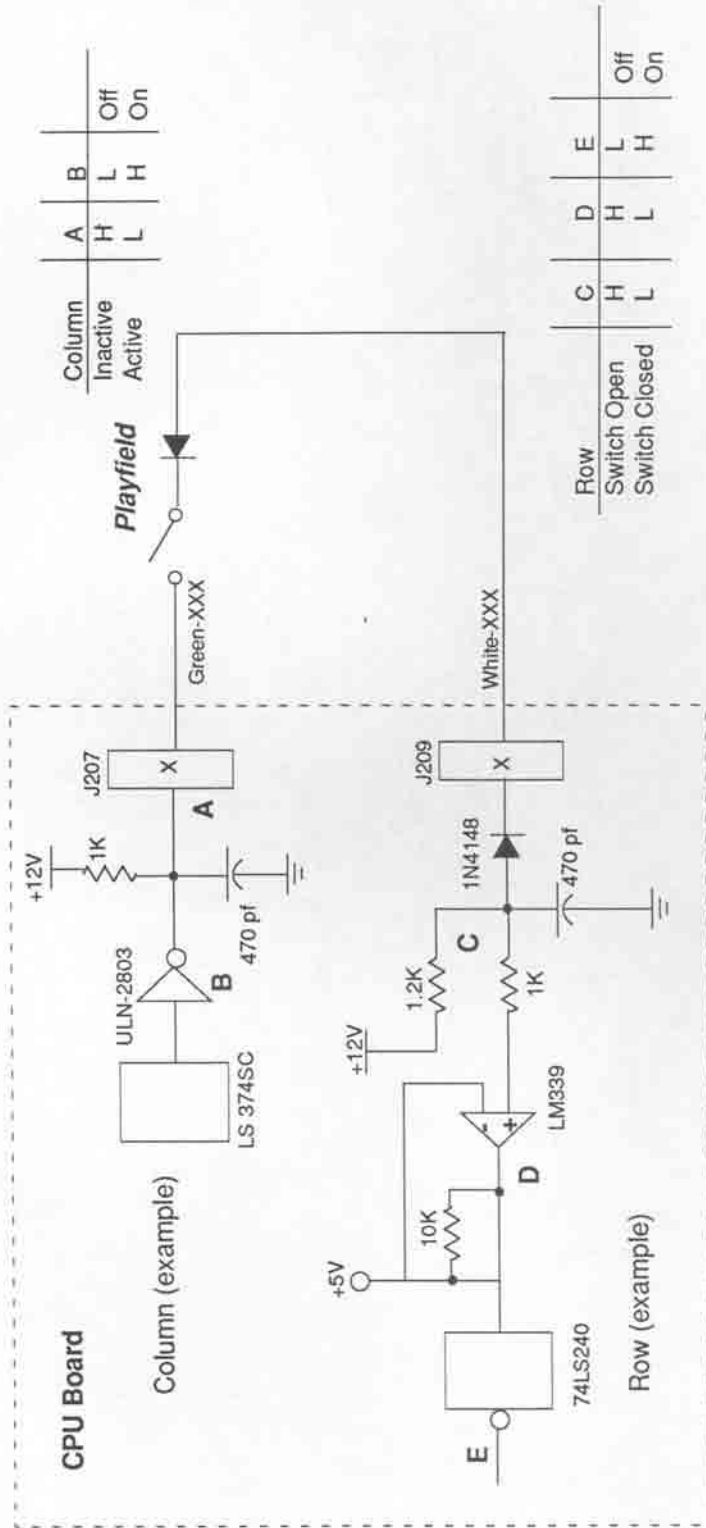 CPU Board
Column (example)
LS 374SC
ULN-2803
B
+12V
1K
470 pf
A
J207
X
Green-XXX
Playfield
Column A B
Inactive H L Off
Active L H On
E
74LS240
Row (example)
+5V
10K
D
-
+
LM339
+12V
1.2K
1K
C
1N4148
470 pf
J209
X
White-XXX
Row C D E
Switch Open H H L Off
Switch Closed L L H On